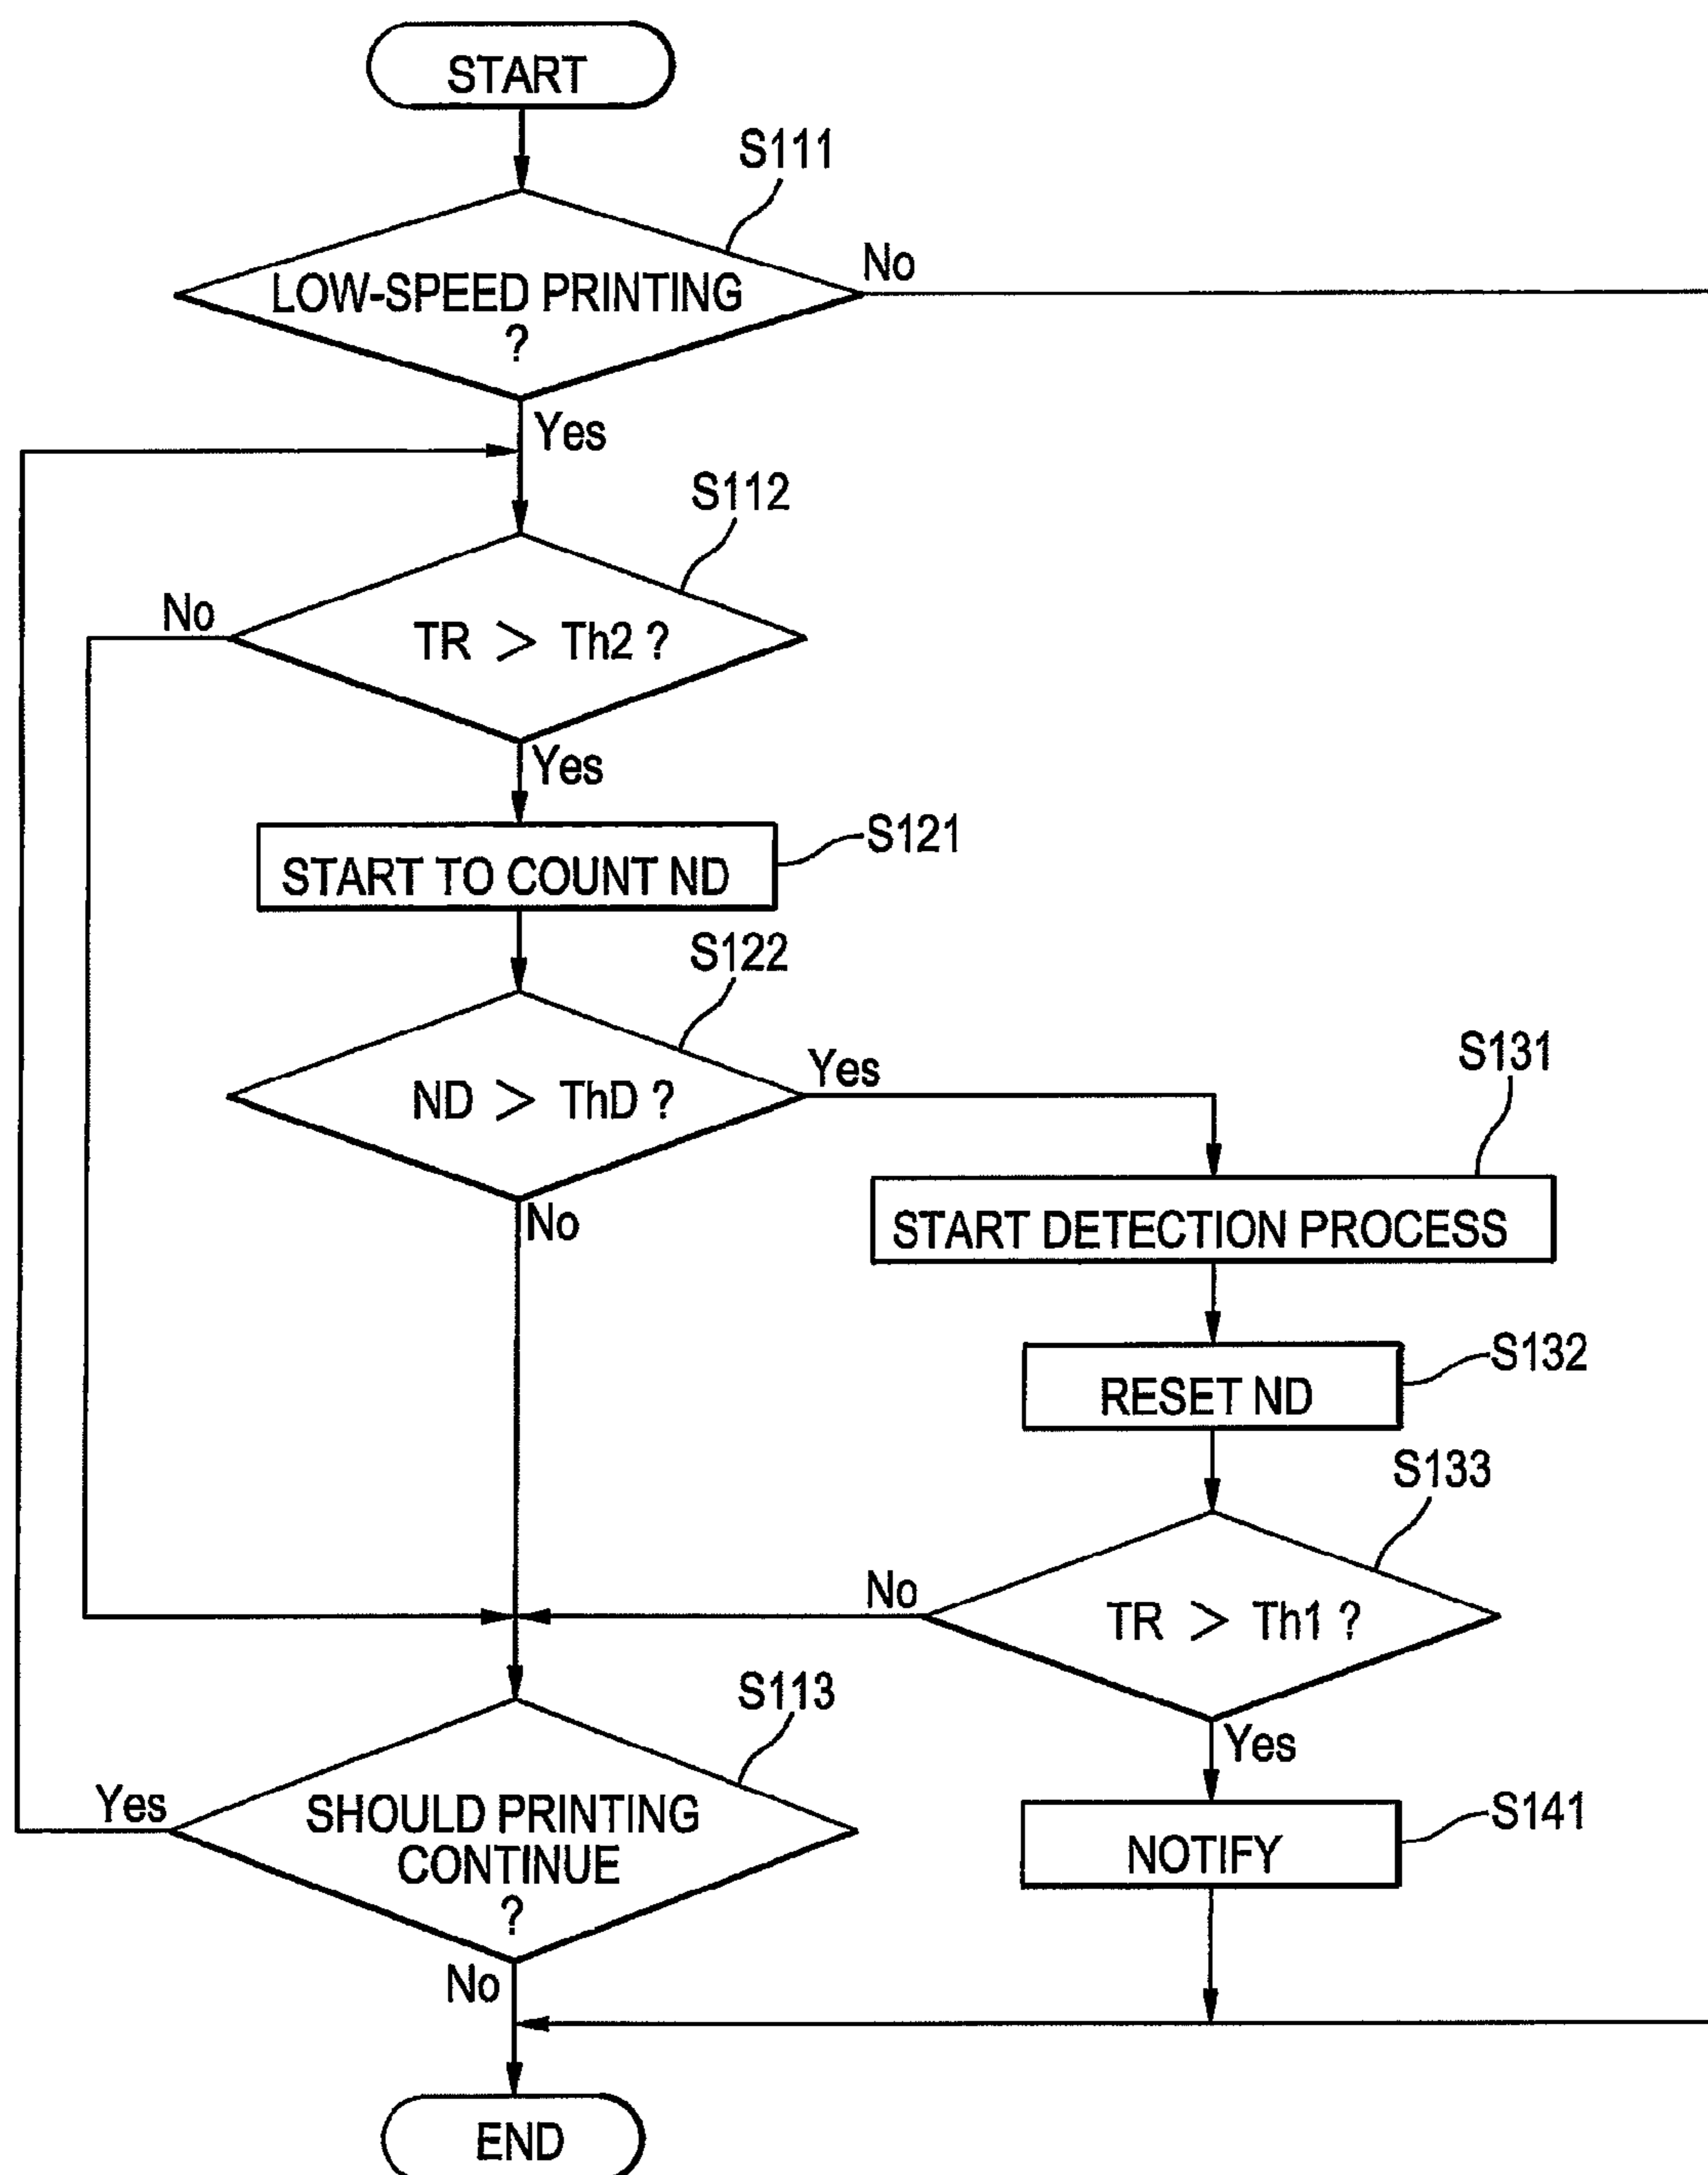 START
S111
LOW-SPEED PRINTING
?
No
Yes
S112
No
TR > Th2 ?
Yes
S121
START TO COUNT ND
S122
ND > ThD ?
Yes
No
S131
START DETECTION PROCESS
S132
RESET ND
S133
No
TR > Th1 ?
Yes
S113
Yes
SHOULD PRINTING
CONTINUE
?
No
S141
NOTIFY
END